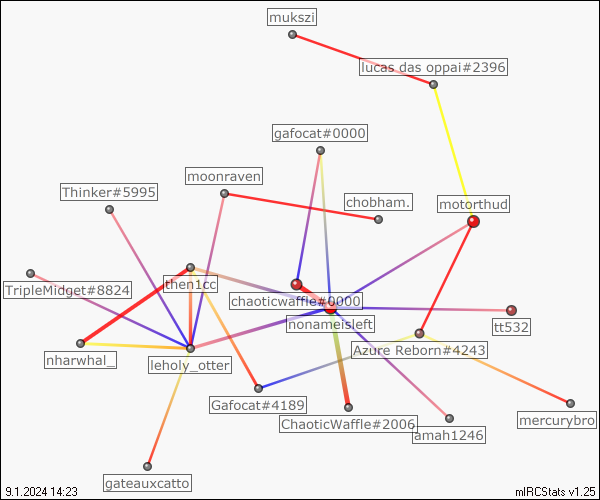 mukszi
lucas das oppai#2396
gafocat#0000
moonraven
Thinker#5995
chobham.
motorthud
then1cc
TripleMidget#8824
chaoticwaffle#0000
nonameisleft
tt532
nharwhal_
leholy_otter
Azure Reborn#4243
Gafocat#4189
ChaoticWaffle#2006
amah1246
mercurybro
gateauxcatto
9.1.2024 14:23
mIRCStats v1.25